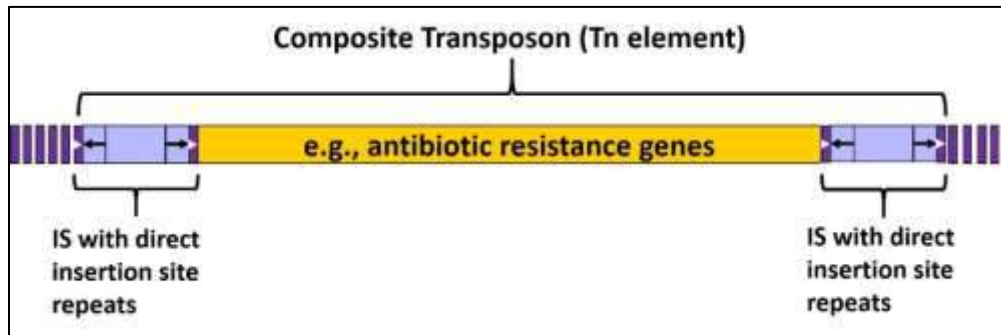 Composite Transposon (Tn element)
e.g., antibiotic resistance genes
IS with direct
insertion site
repeats
IS with direct
insertion site
repeats